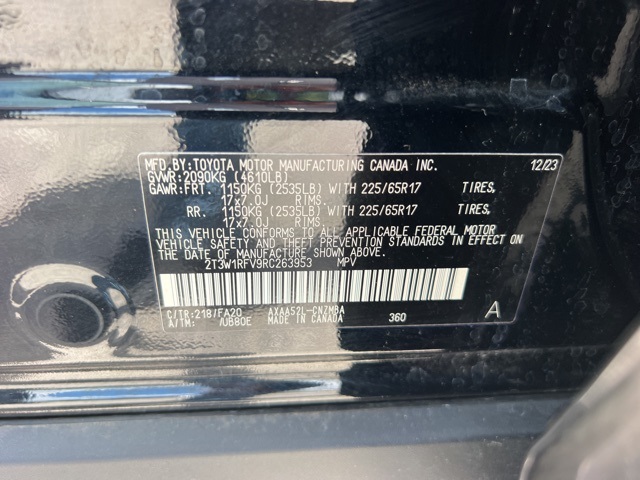 MFD.BY:TOYOTA MOTOR MANUFACTURING CANADA INC. 12/23
GVWR:2090KG (4610LB)
GAWR:FRT. 1150KG (2535LB) WITH 225/65R17 TIRES,
17x7.0J RIMS.
RR. 1150KG (2535LB) WITH 225/65R17 TIRES,
17x7.0J RIMS.
THIS VEHICLE CONFORMS TO ALL APPLICABLE FEDERAL MOTOR
VEHICLE SAFETY AND THEFT PREVENTION STANDARDS IN EFFECT ON
THE DATE OF MANUFACTURE SHOWN ABOVE.
2T3W1RFV9RC263953 MPV
C/TR:218/FA20 AXAA52L-CNZMBA 360 A
A/TM: /UB80E MADE IN CANADA